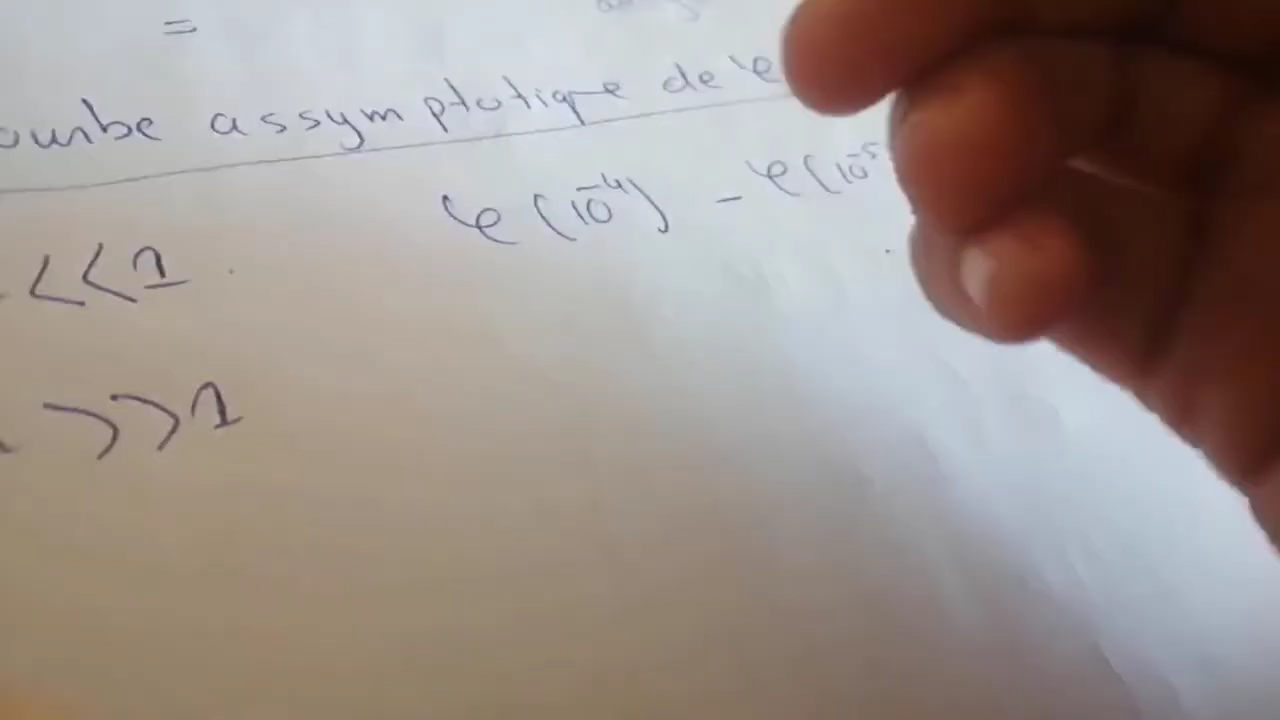 =
ourbe assymptotique de φ
φ(10⁻⁴) - φ(10⁻⁵
<<1
>>1